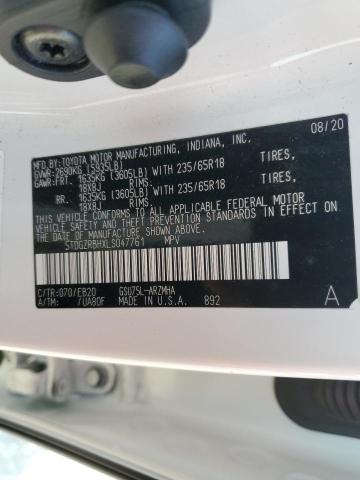 08/20
MFD. BY: TOYOTA MOTOR MANUFACTURING, INDIANA, INC.
GVWR: 2690KG (5935LB)
GAWR: FRT. 1635KG (3605LB) WITH 235/65R18 TIRES,
18X8J RIMS:
RR. 1635KG (3605LB) WITH 235/65R18 TIRES,
18X8J RIMS.
THIS VEHICLE CONFORMS TO ALL APPLICABLE FEDERAL MOTOR
VEHICLE SAFETY AND THEFT PREVENTION STANDARDS IN
EFFECT ON THE DATE OF MANUFACTURE SHOWN ABOVE.
5TDGZRBHXLS047761 MPV
C/TR: 070/EB20 GSU75L-ARZMHA
A/TM: /UA80F MADE IN U.S.A. 892
A